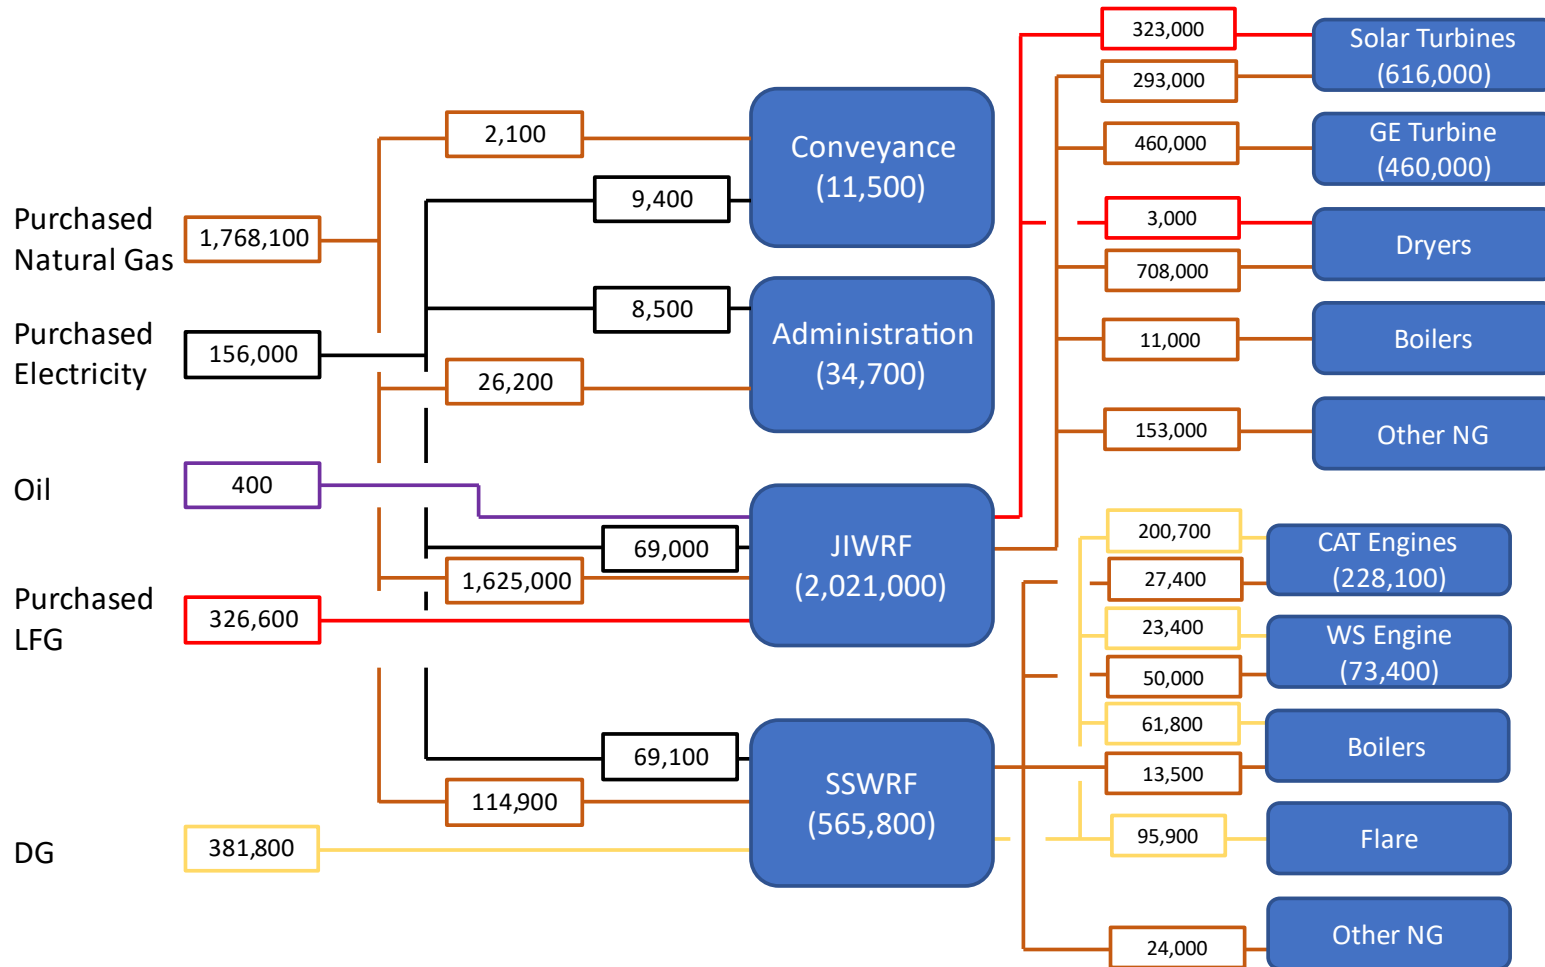 Purchased
Natural Gas
1,768,100
Purchased
Electricity
156,000
Oil
400
Purchased
LFG
326,600
DG
381,800
2,100
9,400
8,500
26,200
69,000
1,625,000
69,100
114,900
Conveyance
(11,500)
Administration
(34,700)
JIWRF
(2,021,000)
SSWRF
(565,800)
323,000
293,000
Solar Turbines
(616,000)
460,000
GE Turbine
(460,000)
3,000
708,000
Dryers
11,000
Boilers
153,000
Other NG
200,700
27,400
CAT Engines
(228,100)
23,400
50,000
WS Engine
(73,400)
61,800
13,500
Boilers
95,900
Flare
24,000
Other NG